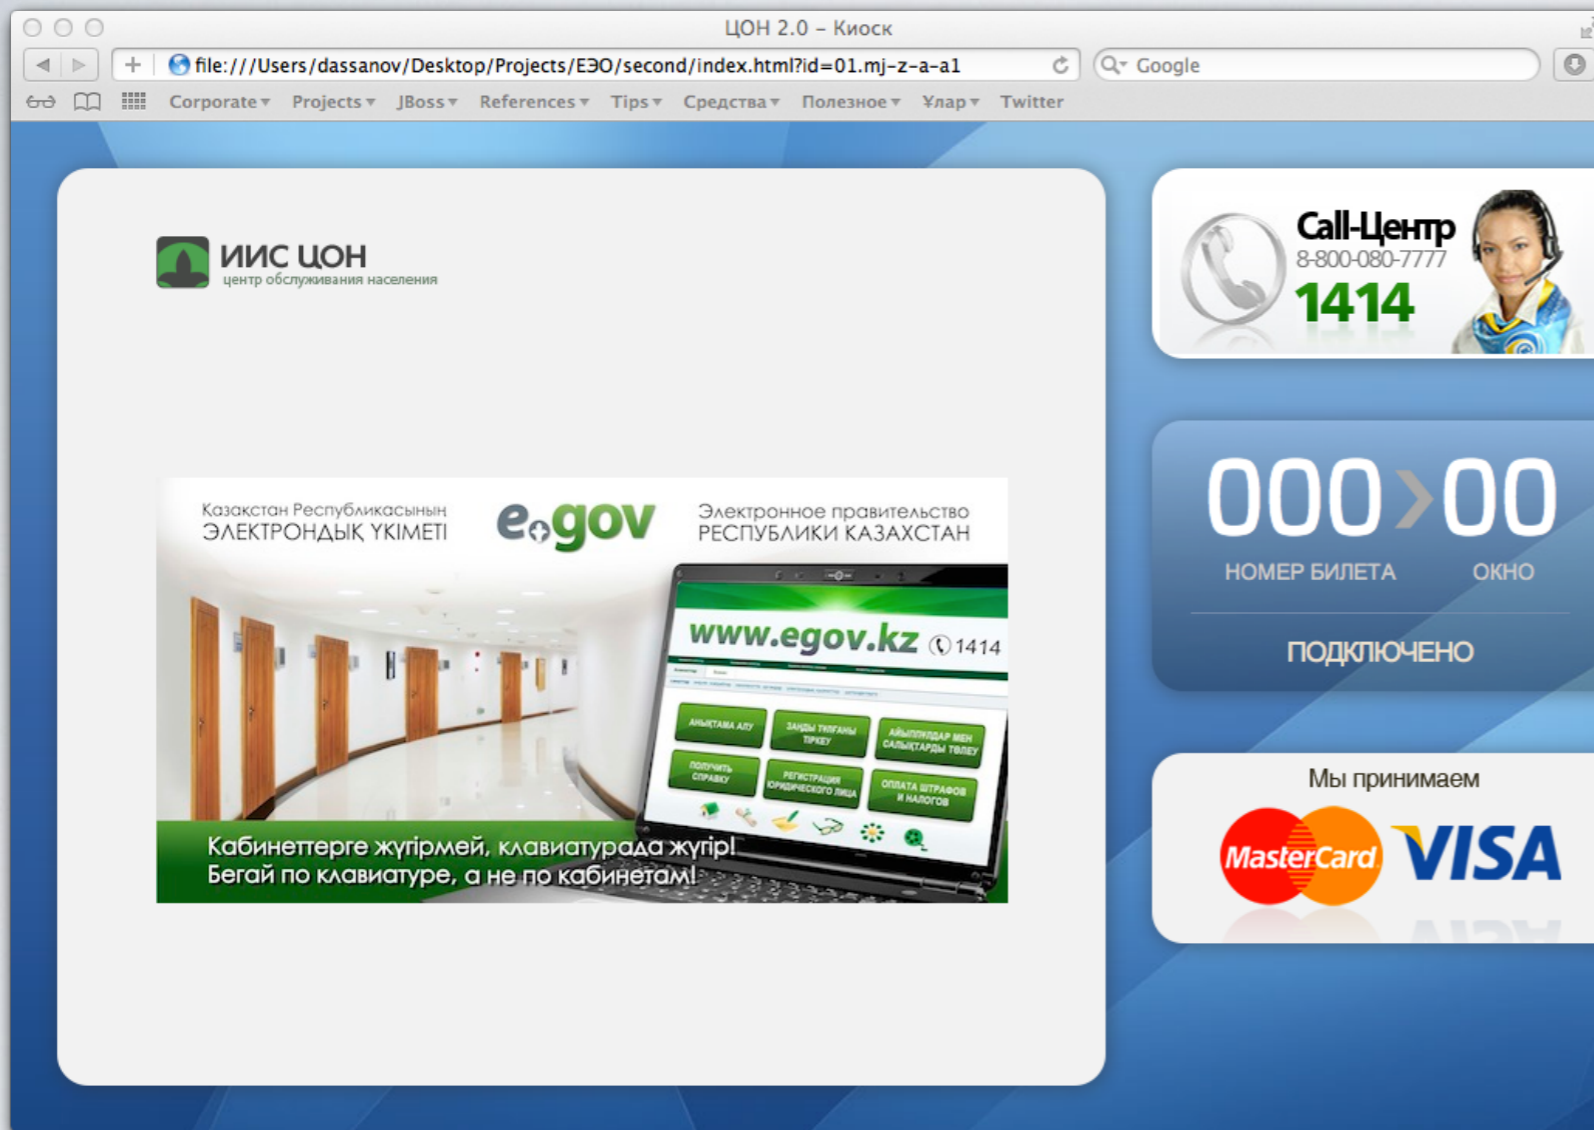 ЦОН 2.0 – Киоск
file:///Users/dassanov/Desktop/Projects/ЕЭО/second/index.html?id=01.mj-z-a-a1
Google
Corporate Projects JBoss References Tips Средства Полезное Ұлар Twitter
ИИС ЦОН
центр обслуживания населения
Call-Центр
8-800-080-7777
1414
Казақстан Республикасының
ЭЛЕКТРОНДЫҚ ҮКІМЕТІ
e.gov
Электронное правительство
РЕСПУБЛИКИ КАЗАХСТАН
www.egov.kz 1414
АНЫҚТАМА АЛУ
ЗАҢДЫ ТҰЛҒАНЫ
ТІРКЕУ
АЙЫППҰЛДАР МЕН
САЛЫҚТАРДЫ ТӨЛЕУ
ПОЛУЧИТЬ
СПРАВКУ
РЕГИСТРАЦИЯ
ЮРИДИЧЕСКОГО ЛИЦА
ОПЛАТА ШТРАФОВ
И НАЛОГОВ
Кабинеттерге жүгірмей, клавиатурада жүгір!
Бегай по клавиатуре, а не по кабинетам!
000 › 00
НОМЕР БИЛЕТА ОКНО
ПОДКЛЮЧЕНО
Мы принимаем
MasterCard VISA